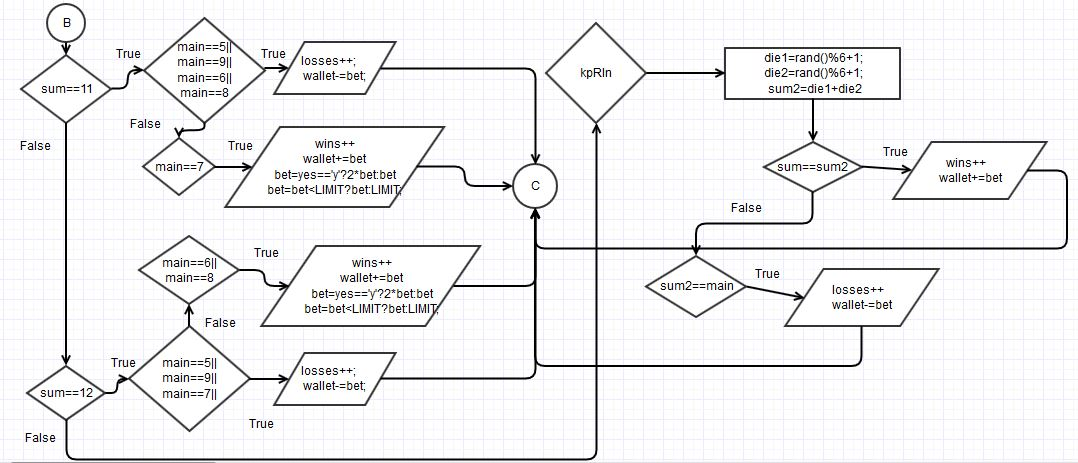 B
sum==11
True
main==5||
main==9||
main==6||
main==8
True
losses++;
wallet-=bet;
False
False
main==7
True
wins++
wallet+=bet
bet=yes=='y'?2*bet:bet
bet=bet<LIMIT?bet:LIMIT;
C
main==6||
main==8
True
wins++
wallet+=bet
bet=yes=='y'?2*bet:bet
bet=bet<LIMIT?bet:LIMIT;
False
sum==12
True
main==5||
main==9||
main==7||
losses++;
wallet-=bet;
True
False
kpRln
die1=rand()%6+1;
die2=rand()%6+1;
sum2=die1+die2
sum==sum2
True
wins++
wallet+=bet
False
sum2==main
True
losses++
wallet-=bet